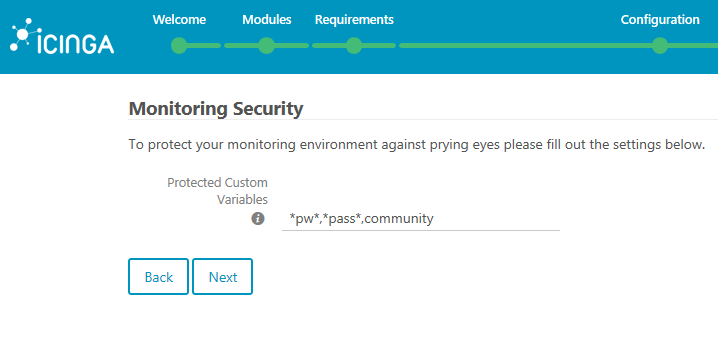 Welcome Modules Requirements Configuration
ICINGA
Monitoring Security
To protect your monitoring environment against prying eyes please fill out the settings below.
Protected Custom
Variables
*pw*,*pass*,community
Back Next